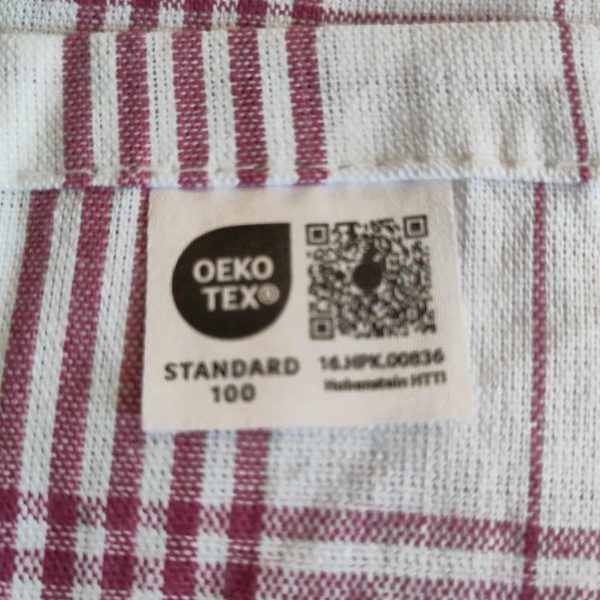 OEKO
TEX®
STANDARD
100
16.HPK.00836
Hohenstein HTTI